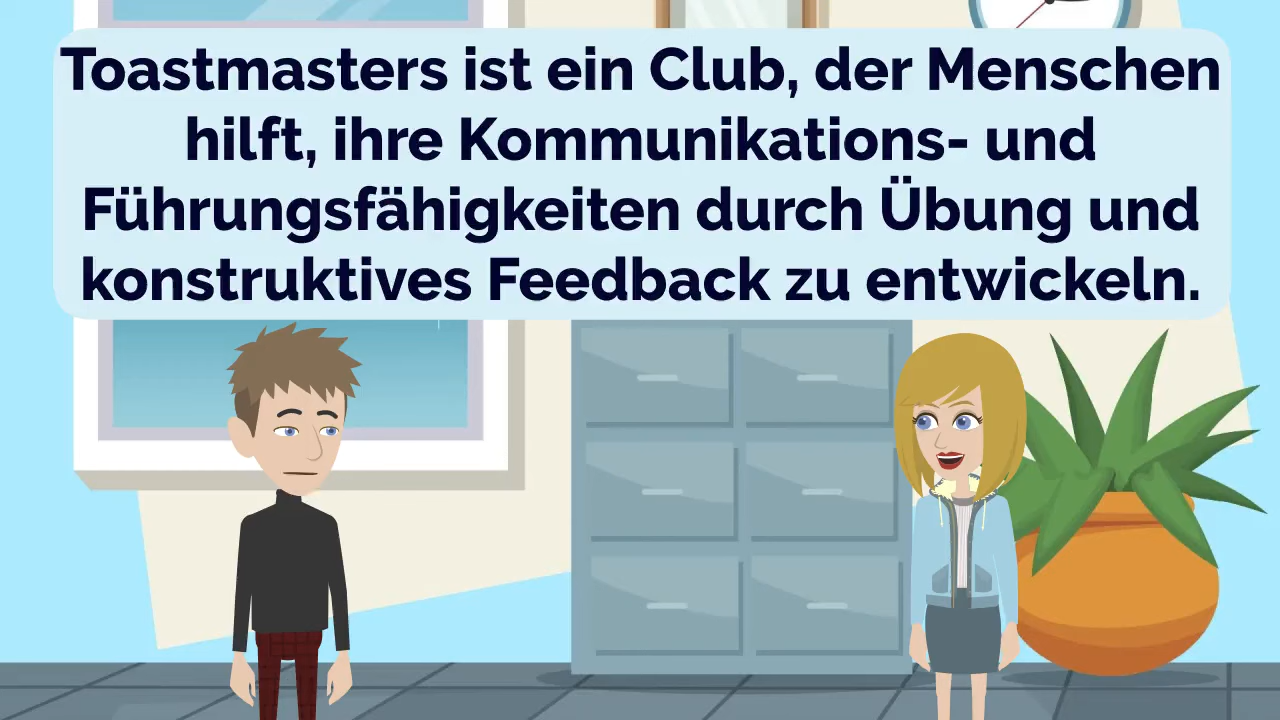 Toastmasters ist ein Club, der Menschen
hilft, ihre Kommunikations- und
Führungsfähigkeiten durch Übung und
konstruktives Feedback zu entwickeln.